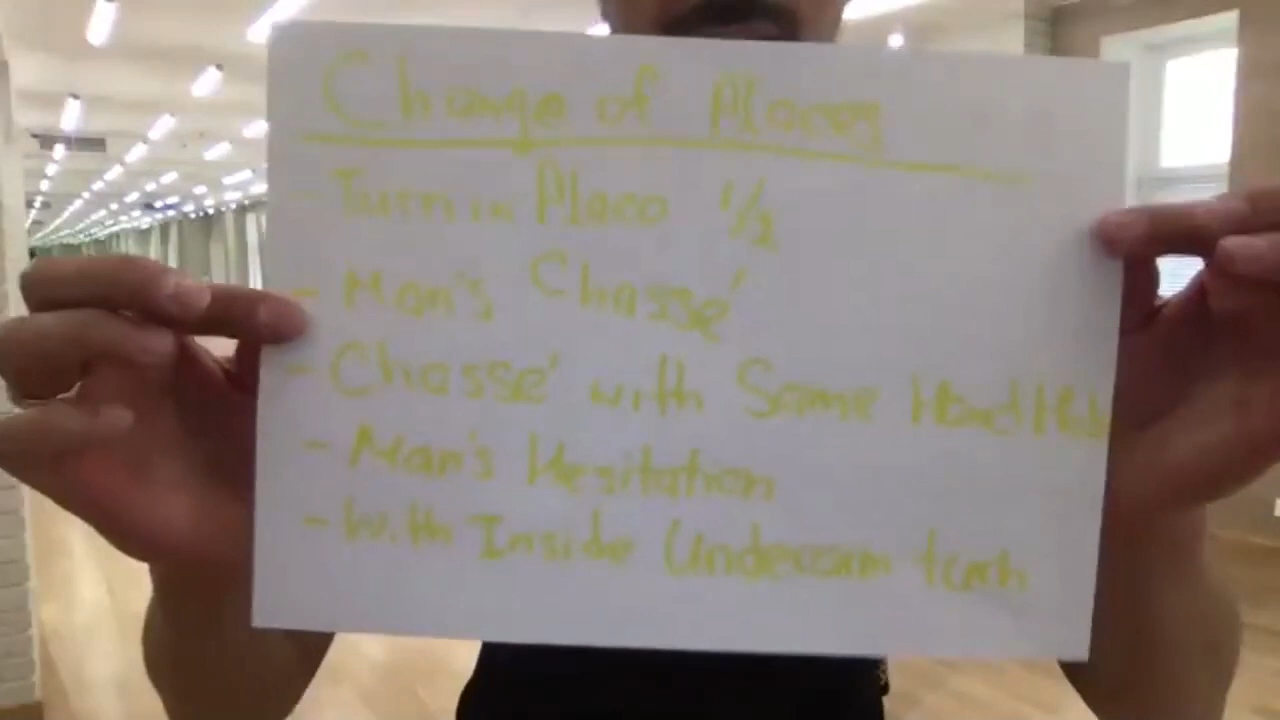 Change of Places
- Turn in Place 1/2
- Man's Chassé
- Chassé with Same Hand Hold
- Man's Hesitation
- With Inside Underarm turn